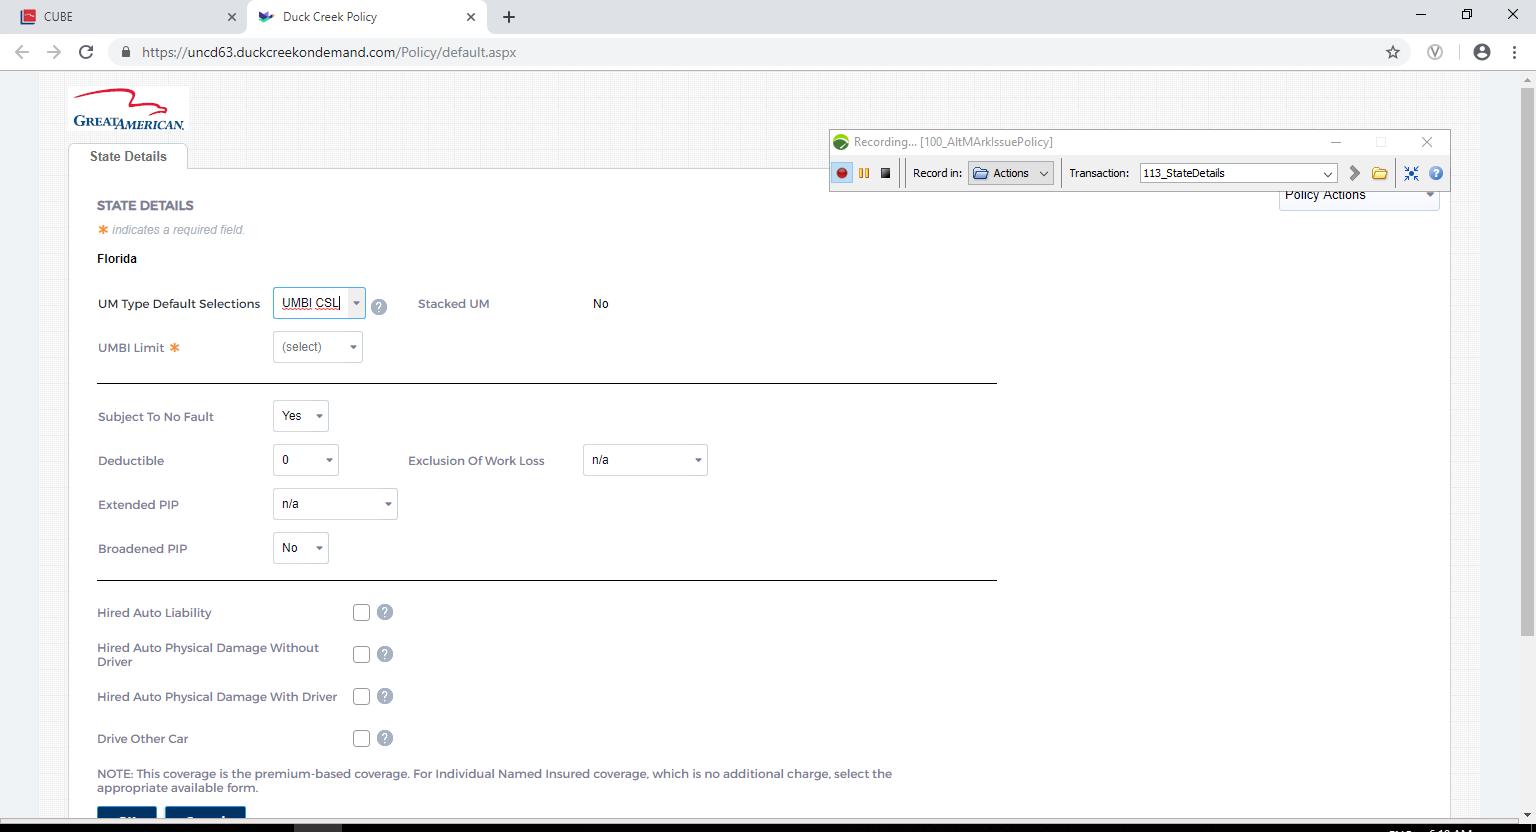 CUBE
Duck Creek Policy
https://uncd63.duckcreekondemand.com/Policy/default.aspx
GREATAMERICAN.
Recording... [100_AltMArkIssuePolicy]
State Details
Record in: Actions Transaction: 113_StateDetails
Policy Actions
STATE DETAILS
* indicates a required field.
Florida
UM Type Default Selections UMBI CSL ? Stacked UM No
UMBI Limit * (select)
Subject To No Fault Yes
Deductible 0 Exclusion Of Work Loss n/a
Extended PIP n/a
Broadened PIP No
Hired Auto Liability ?
Hired Auto Physical Damage Without
Driver ?
Hired Auto Physical Damage With Driver ?
Drive Other Car ?
NOTE: This coverage is the premium-based coverage. For Individual Named Insured coverage, which is no additional charge, select the
appropriate available form.